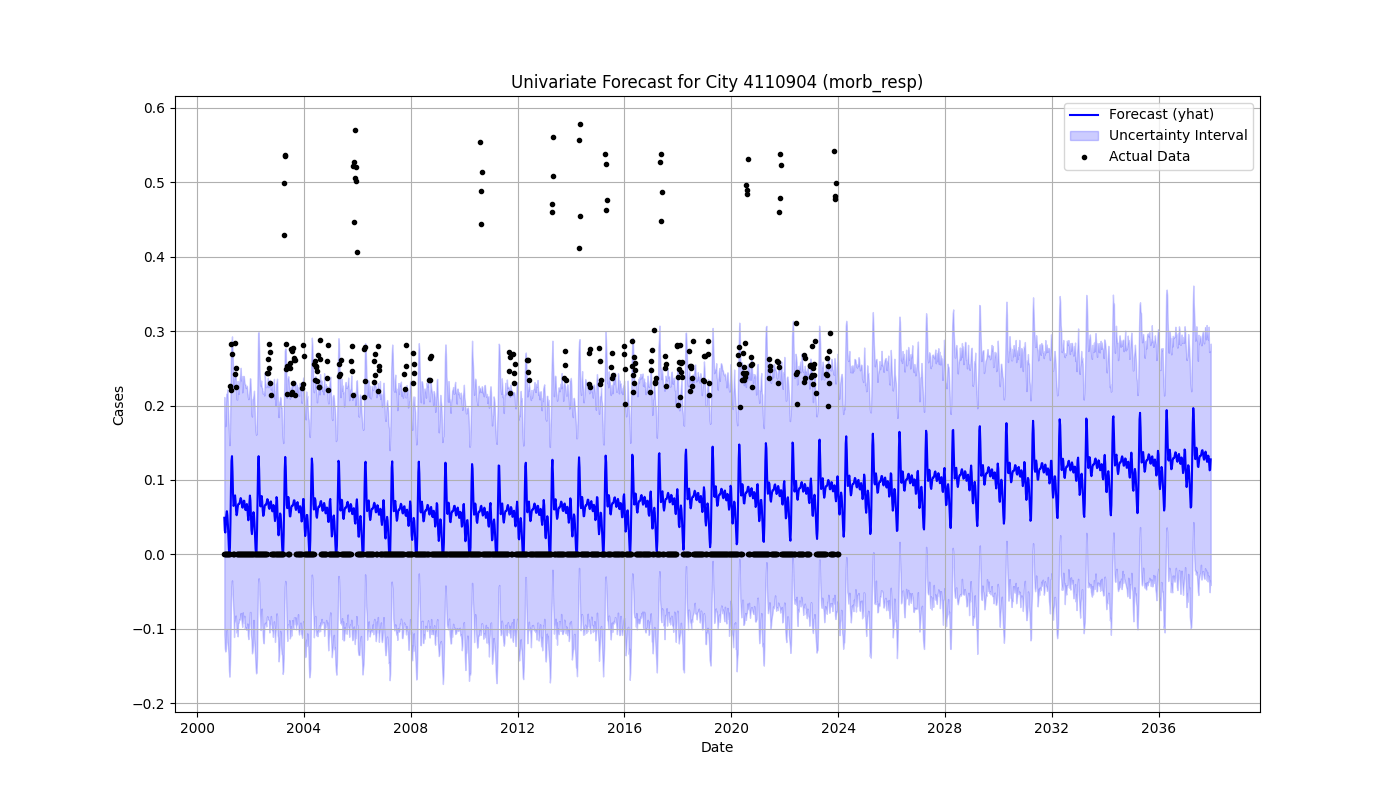 Univariate Forecast for City 4110904 (morb_resp)
Forecast (yhat)
Uncertainty Interval
Actual Data
Cases
0.6
0.5
0.4
0.3
0.2
0.1
0.0
−0.1
−0.2
2000 2004 2008 2012 2016 2020 2024 2028 2032 2036
Date